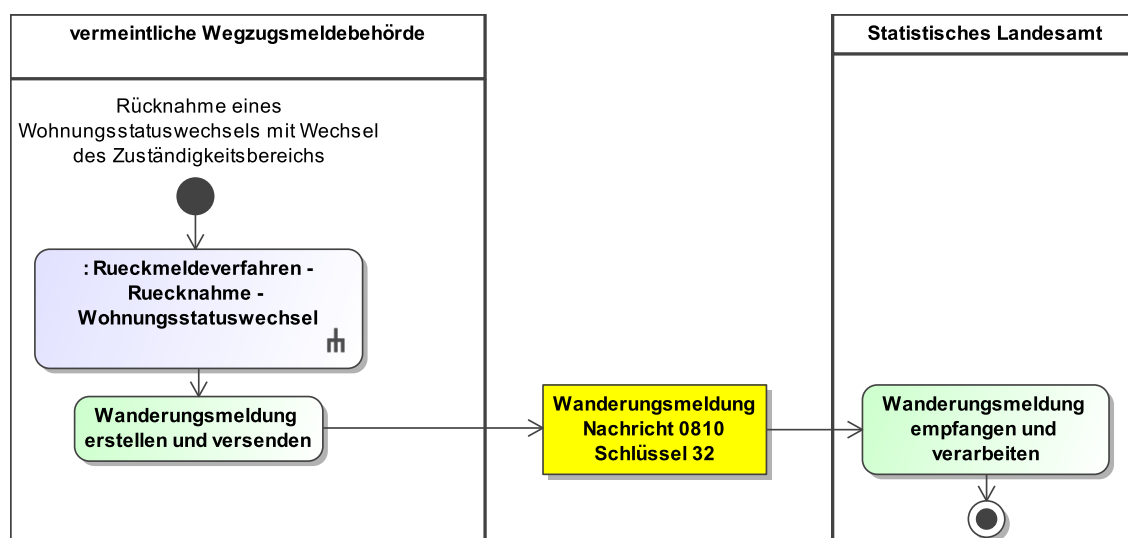 vermeintliche Wegzugsmeldebehörde
Statistisches Landesamt
Rücknahme eines
Wohnungsstatuswechsels mit Wechsel
des Zuständigkeitsbereichs
: Rueckmeldeverfahren -
Ruecknahme -
Wohnungsstatuswechsel
Wanderungsmeldung
erstellen und versenden
Wanderungsmeldung
Nachricht 0810
Schlüssel 32
Wanderungsmeldung
empfangen und
verarbeiten